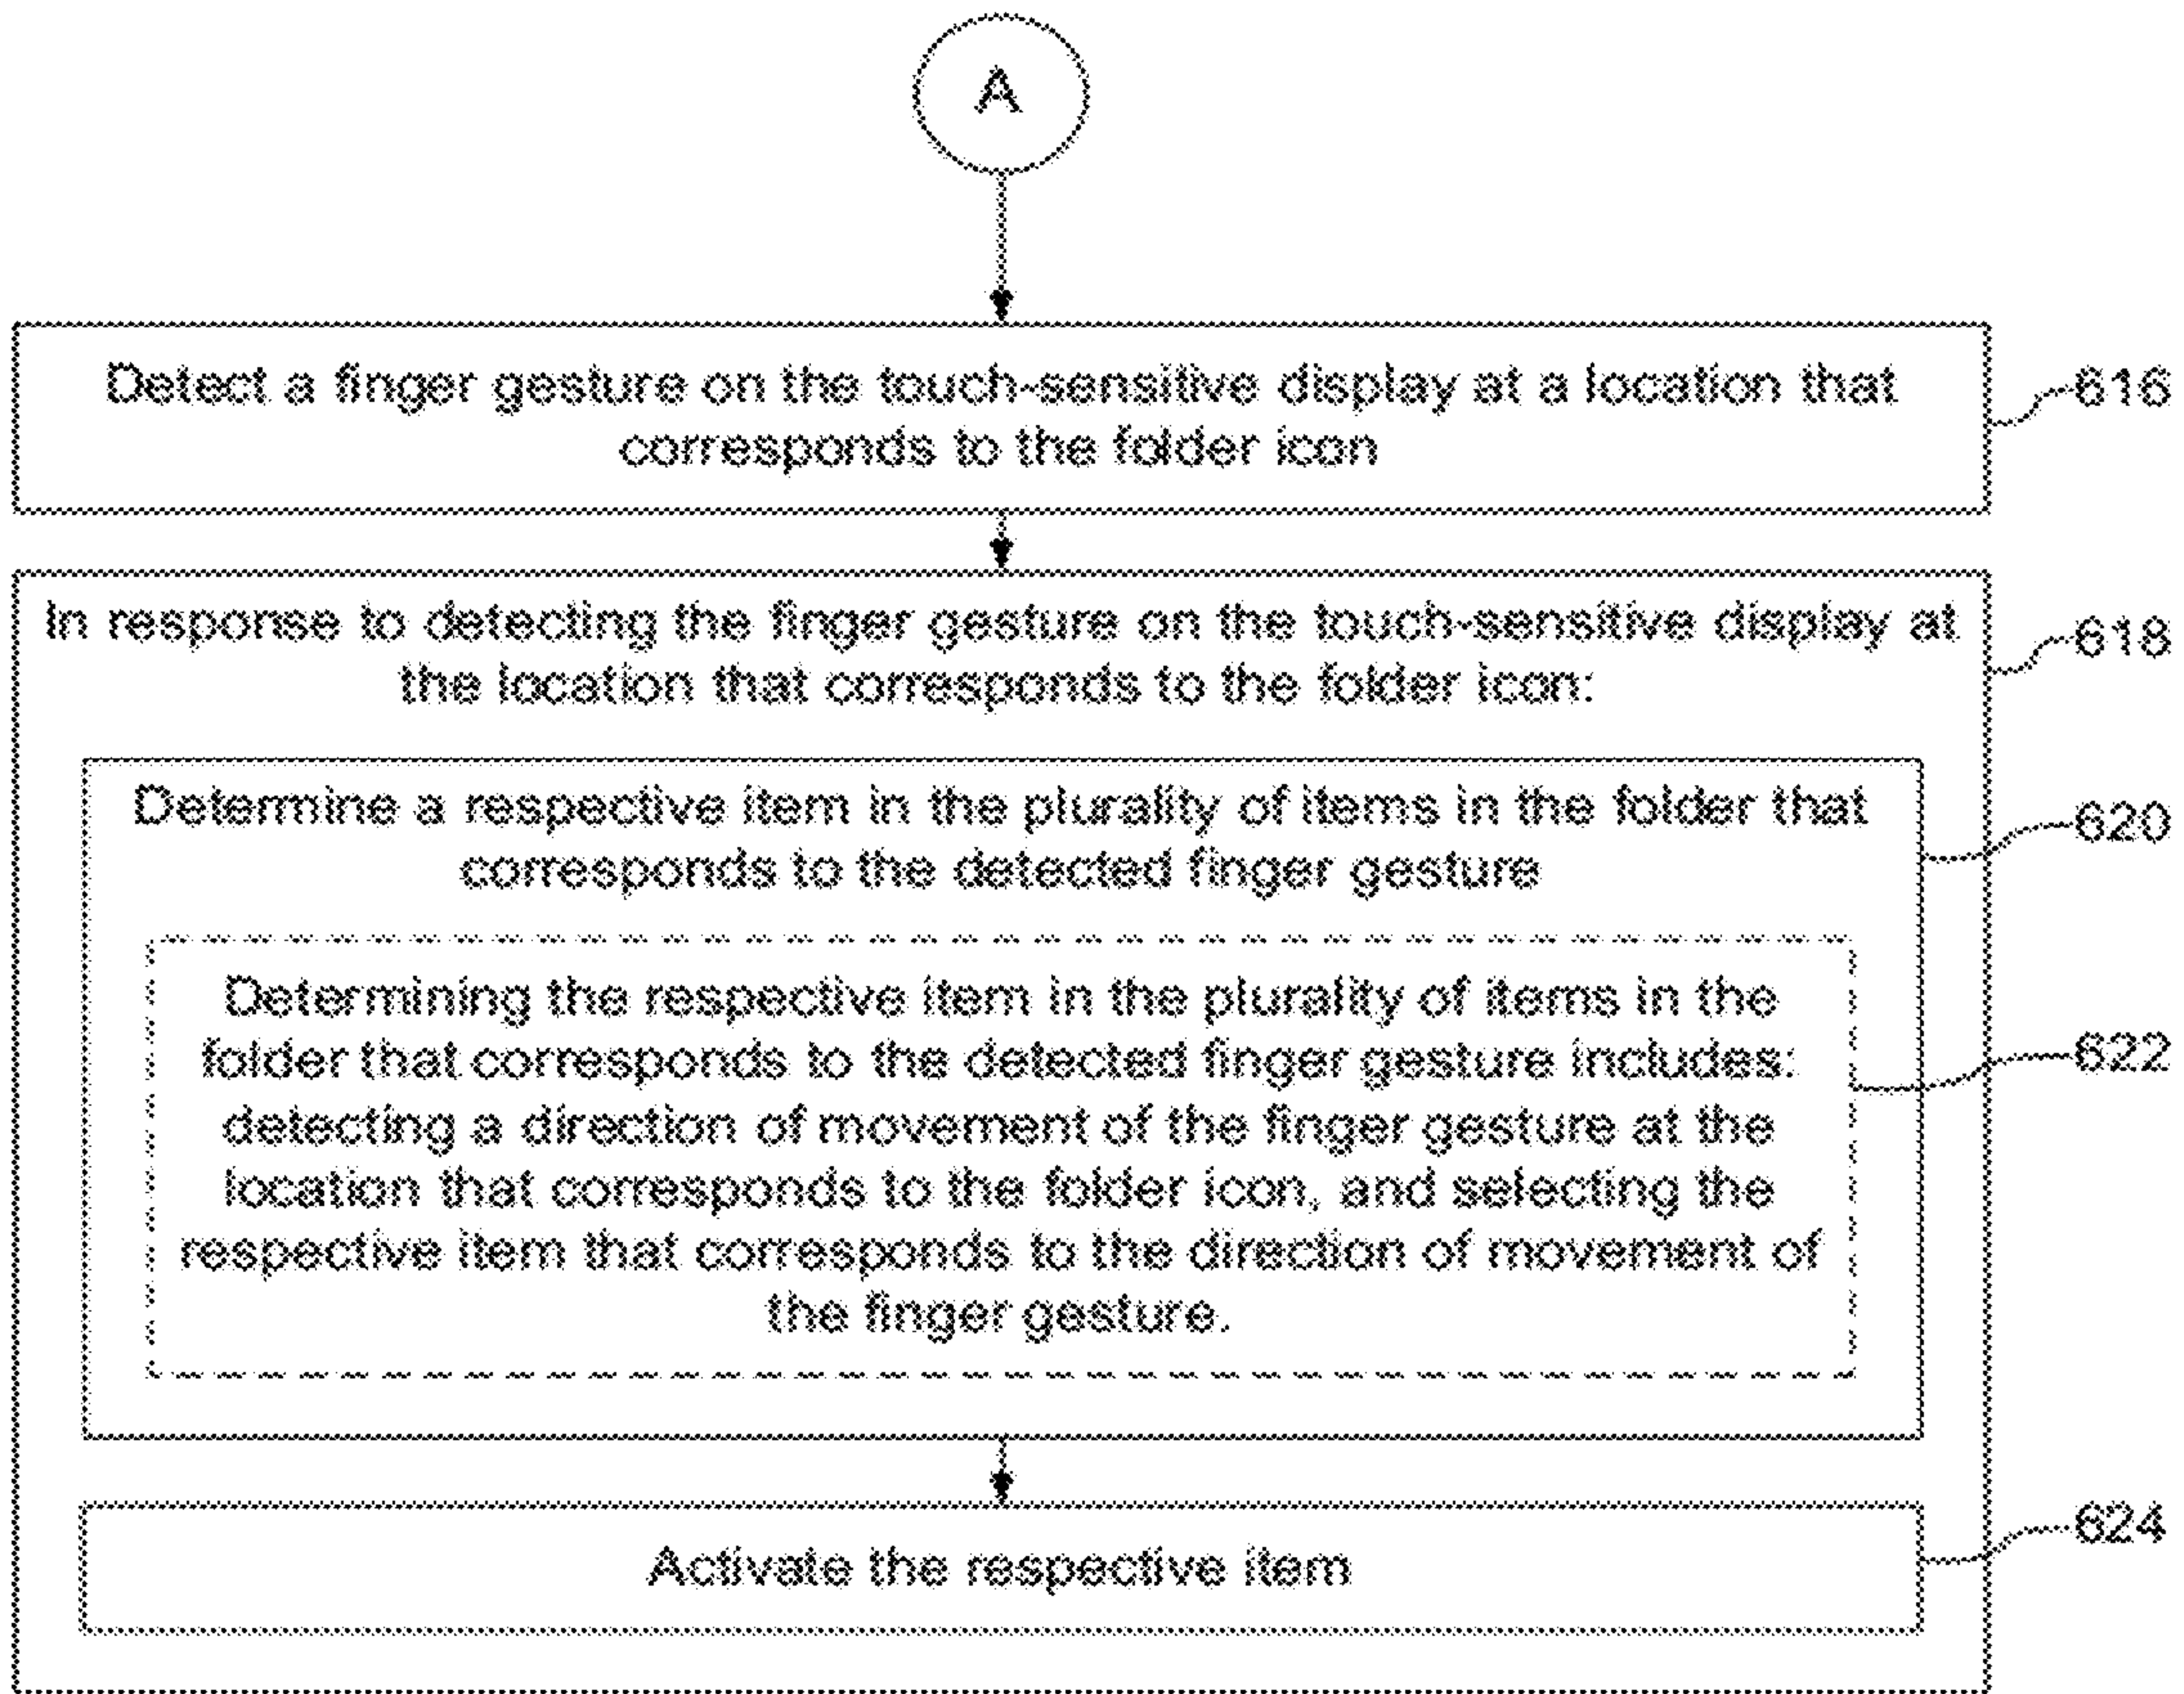 A
Detect a finger gesture on the touch-sensitive display at a location that
corresponds to the folder icon
616
In response to detecting the finger gesture on the touch-sensitive display at
the location that corresponds to the folder icon:
618
Determine a respective item in the plurality of items in the folder that
corresponds to the detected finger gesture
620
Determining the respective item in the plurality of items in the
folder that corresponds to the detected finger gesture includes:
detecting a direction of movement of the finger gesture at the
location that corresponds to the folder icon, and selecting the
respective item that corresponds to the direction of movement of
the finger gesture.
622
Activate the respective item
624